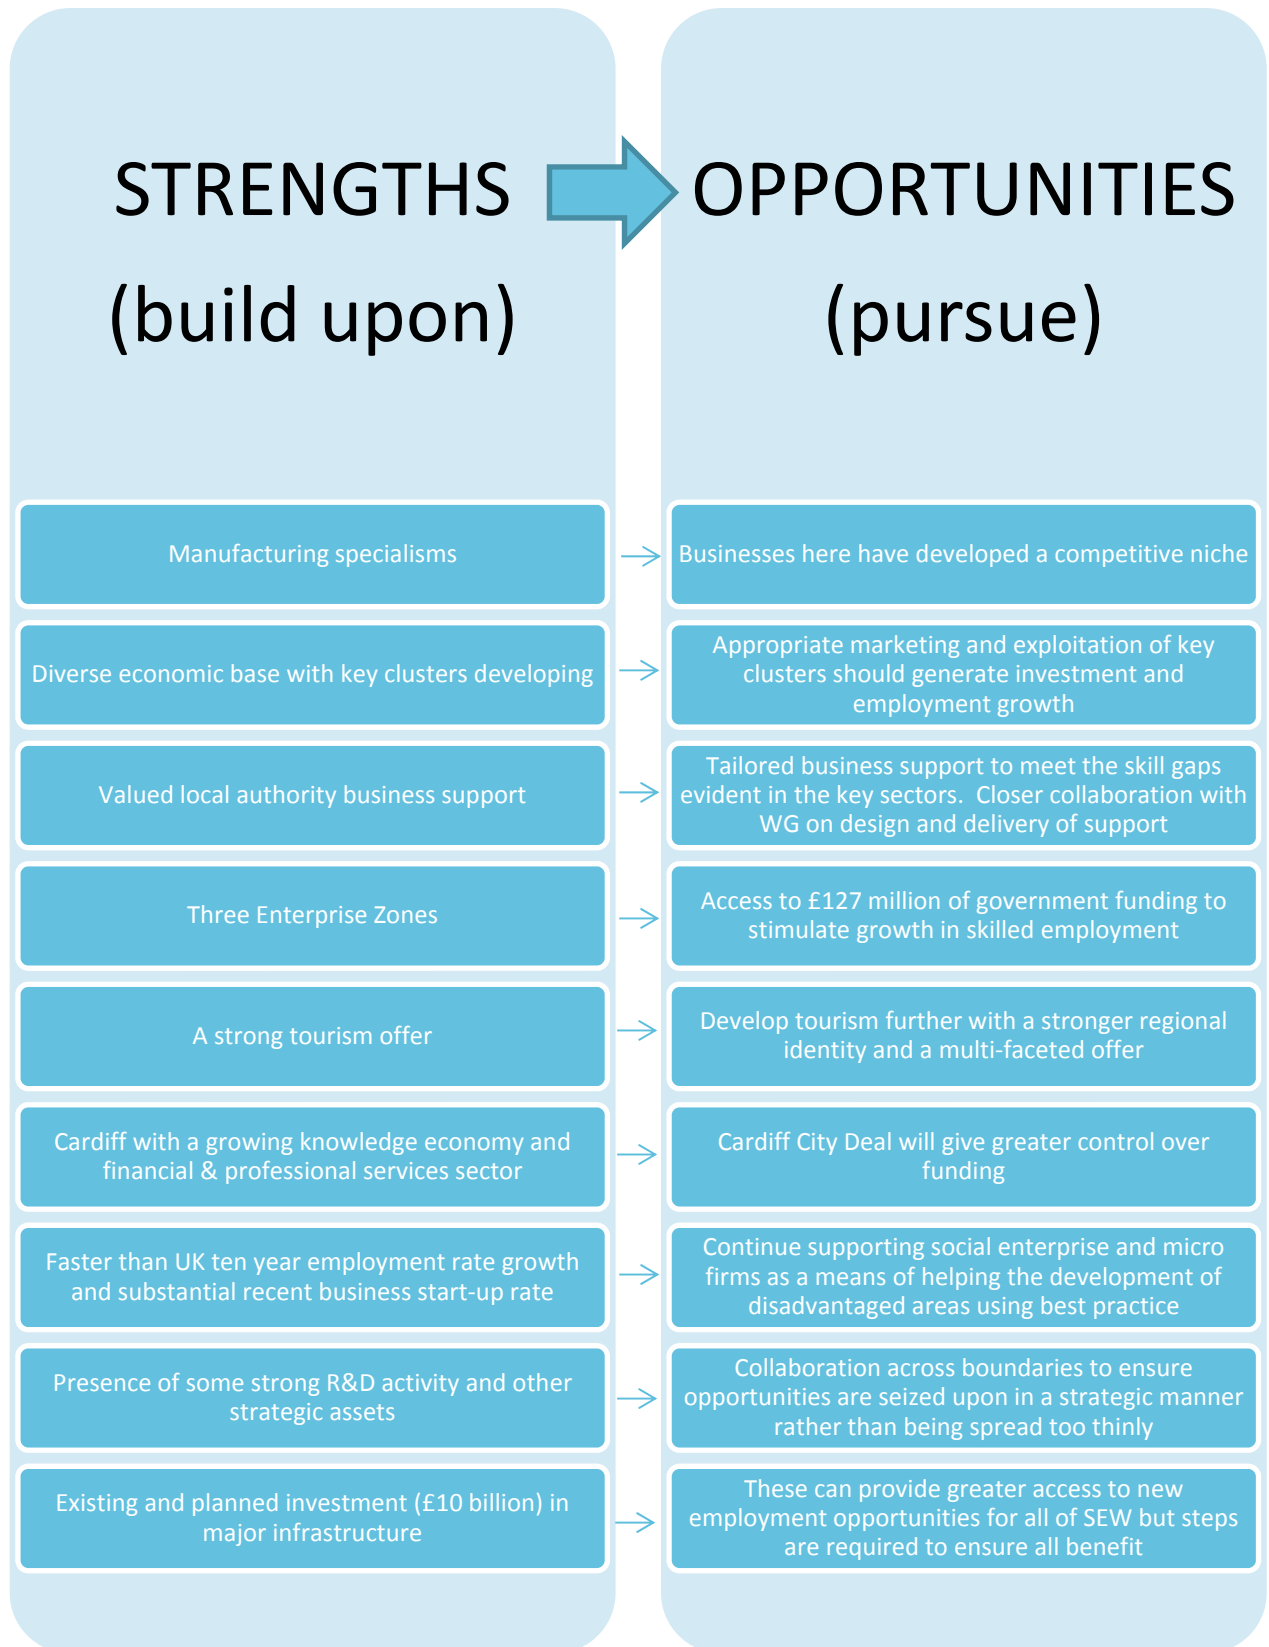 STRENGTHS
(build upon)
OPPORTUNITIES
(pursue)
Manufacturing specialisms
Businesses here have developed a competitive niche
Diverse economic base with key clusters developing
Appropriate marketing and exploitation of key
clusters should generate investment and
employment growth
Valued local authority business support
Tailored business support to meet the skill gaps
evident in the key sectors.  Closer collaboration with
WG on design and delivery of support
Three Enterprise Zones
Access to £127 million of government funding to
stimulate growth in skilled employment
A strong tourism offer
Develop tourism further with a stronger regional
identity and a multi-faceted offer
Cardiff with a growing knowledge economy and
financial & professional services sector
Cardiff City Deal will give greater control over
funding
Faster than UK ten year employment rate growth
and substantial recent business start-up rate
Continue supporting social enterprise and micro
firms as a means of helping the development of
disadvantaged areas using best practice
Presence of some strong R&D activity and other
strategic assets
Collaboration across boundaries to ensure
opportunities are seized upon in a strategic manner
rather than being spread too thinly
Existing and planned investment (£10 billion) in
major infrastructure
These can provide greater access to new
employment opportunities for all of SEW but steps
are required to ensure all benefit